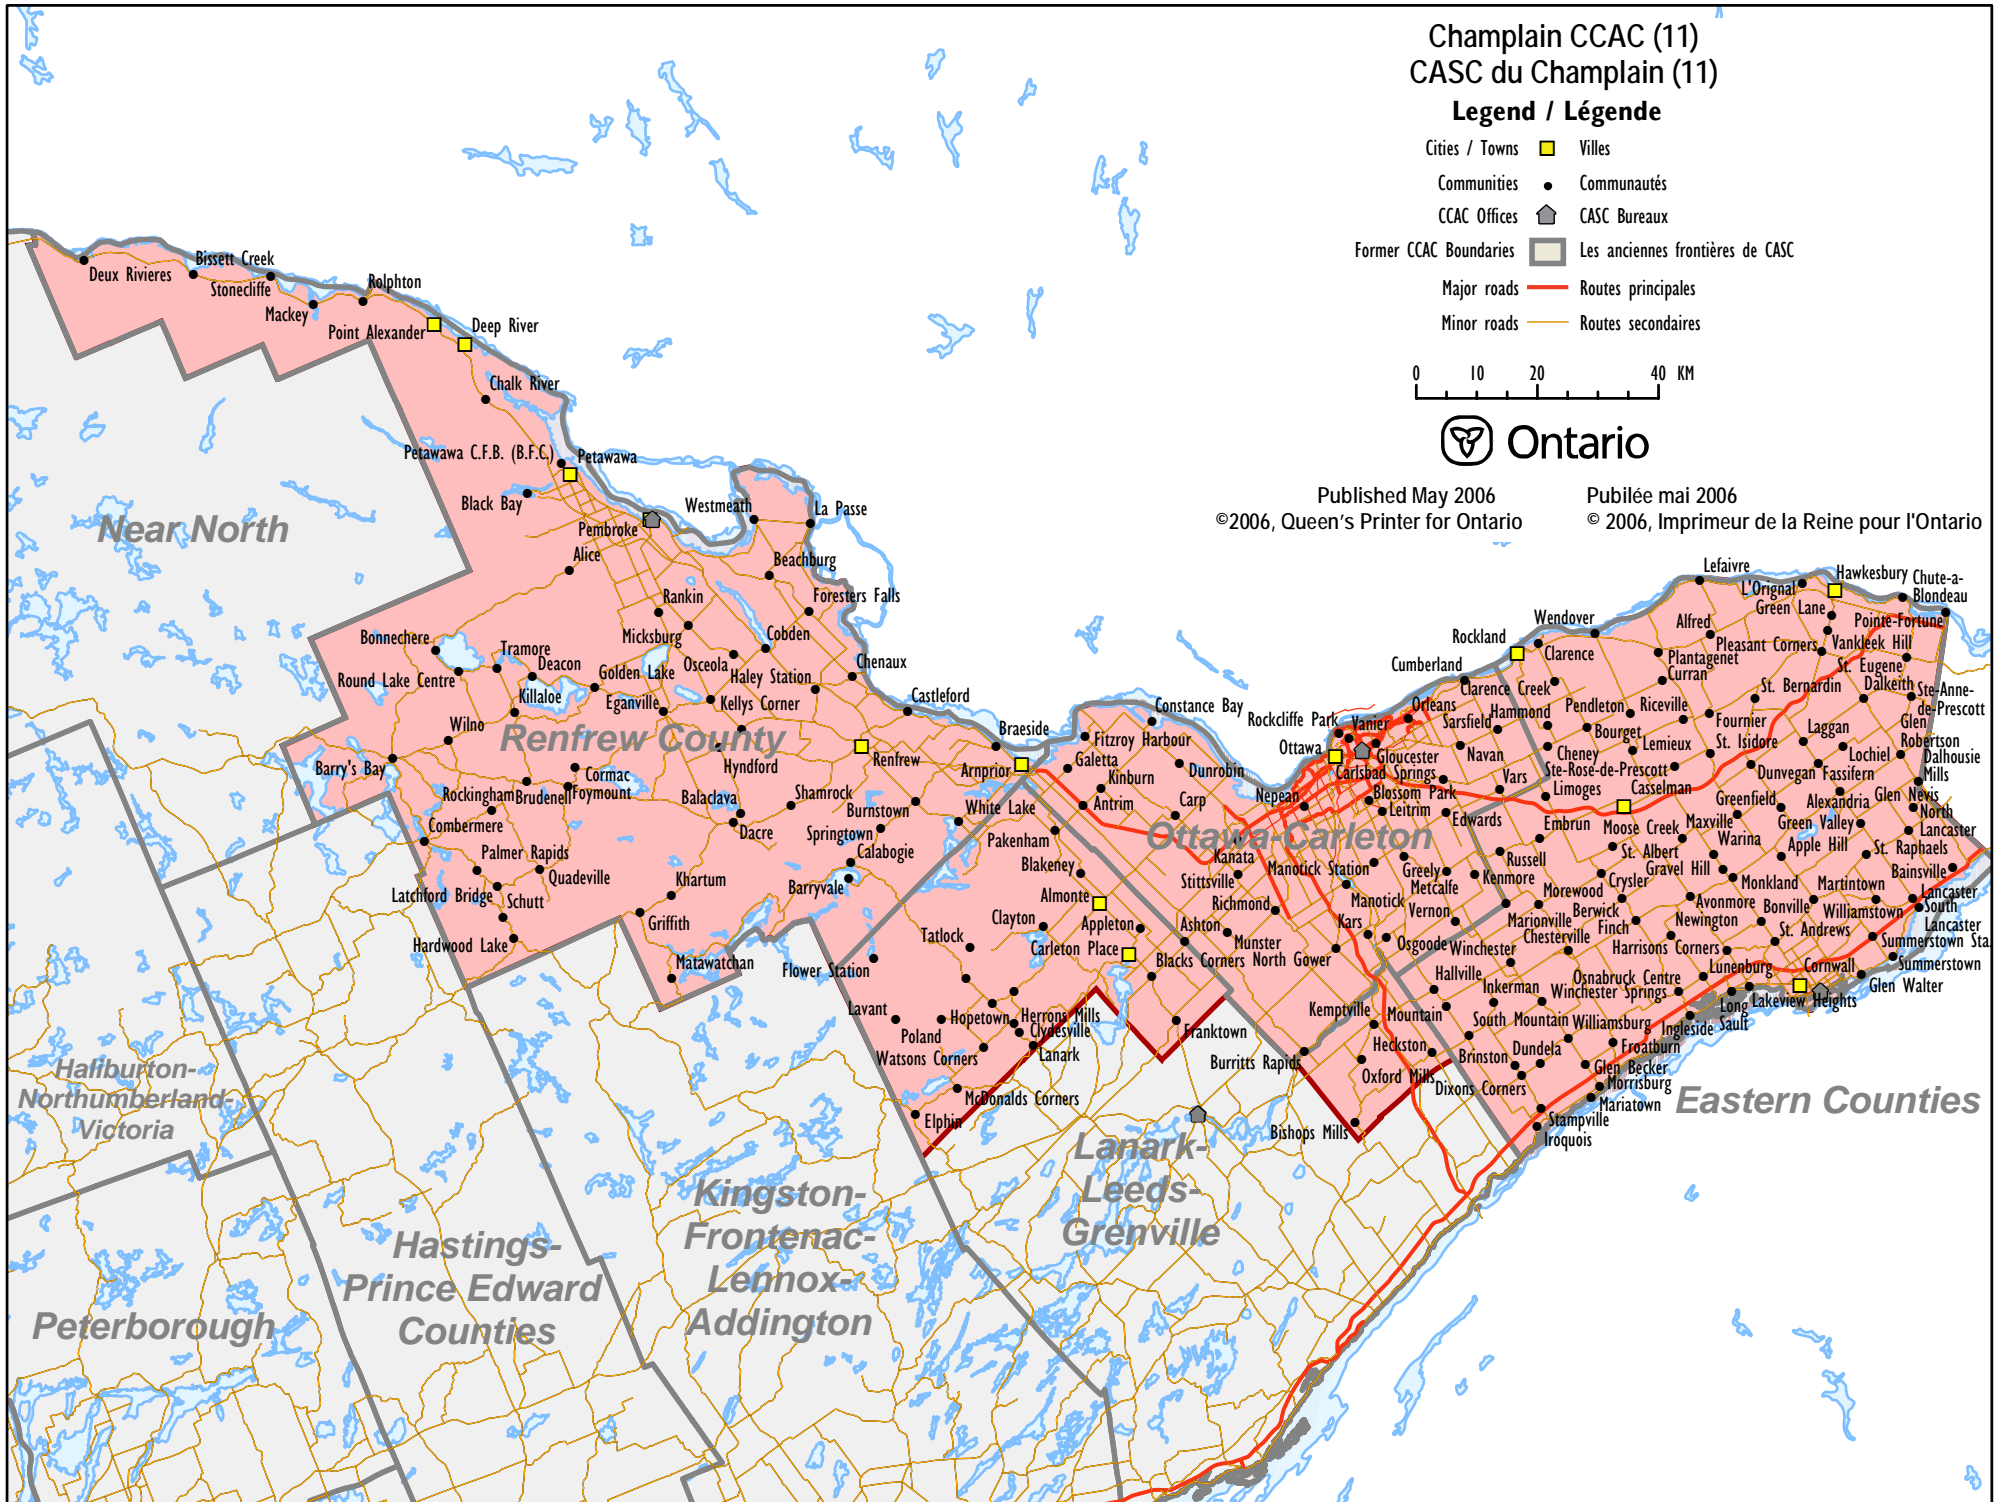 Champlain CCAC (11)
CASC du Champlain (11)
Legend / Légende
Cities / Towns Villes
Communities Communautés
CCAC Offices CASC Bureaux
Former CCAC Boundaries Les anciennes frontières de CASC
Major roads Routes principales
Minor roads Routes secondaires
0 10 20 40 KM
Ontario
Published May 2006 Pubilée mai 2006
©2006, Queen's Printer for Ontario © 2006, Imprimeur de la Reine pour l'Ontario
Deux Rivieres
Bissett Creek
Stonecliffe
Mackey
Rolphton
Point Alexander
Deep River
Chalk River
Petawawa C.F.B. (B.F.C.)
Petawawa
Black Bay
Pembroke
Westmeath
La Passe
Near North
Alice
Beachburg
Rankin
Foresters Falls
Micksburg
Cobden
Bonnechere
Tramore
Deacon
Osceola
Haley Station
Chenaux
Round Lake Centre
Killaloe
Golden Lake
Eganville
Kellys Corner
Castleford
Wilno
Renfrew County
Hyndford
Renfrew
Braeside
Arnprior
Barry's Bay
Cormac
Rockingham
Brudenell
Foymount
Balaclava
Shamrock
Burnstown
White Lake
Combermere
Dacre
Springtown
Calabogie
Palmer Rapids
Quadeville
Barryvale
Latchford Bridge
Schutt
Khartum
Griffith
Hardwood Lake
Matawatchan
Constance Bay
Fitzroy Harbour
Galetta
Kinburn
Dunrobin
Antrim
Carp
Pakenham
Blakeney
Almonte
Clayton
Appleton
Tatlock
Carleton Place
Flower Station
Ashton
Munster
Blacks Corners
North Gower
Lavant
Poland
Hopetown
Herrons Mills
Clydesville
Watsons Corners
Lanark
Franktown
McDonalds Corners
Elphin
Burritts Rapids
Bishops Mills
Oxford Mills
Kemptville
Heckston
Mountain
Rockcliffe Park
Vanier
Orleans
Ottawa
Gloucester
Carlsbad Springs
Nepean
Blossom Park
Leitrim
Edwards
Ottawa-Carleton
Kanata
Stittsville
Richmond
Manotick Station
Manotick
Greely
Metcalfe
Kenmore
Vernon
Kars
Osgoode
Cumberland
Rockland
Wendover
Clarence
Clarence Creek
Hammond
Sarsfield
Navan
Vars
Lefaivre
L'Orignal
Hawkesbury
Chute-a-
Blondeau
Green Lane
Pointe-Fortune
Alfred
Pleasant Corners
Vankleek Hill
Plantagenet
Curran
St. Eugene
St. Bernardin
Dalkeith
Ste-Anne-
de-Prescott
Pendleton
Riceville
Fournier
Bourget
Lemieux
St. Isidore
Laggan
Glen
Robertson
Lochiel
Cheney
Ste-Rose-de-Prescott
Dunvegan
Fassifern
Dalhousie
Mills
Limoges
Casselman
Greenfield
Alexandria
Glen Nevis
North
Lancaster
Embrun
Moose Creek
Maxville
Warina
Green Valley
Russell
St. Albert
Apple Hill
St. Raphaels
Gravel Hill
Bainsville
Crysler
Monkland
Martintown
Morewood
Berwick
Avonmore
Bonville
Williamstown
Lancaster
South
Lancaster
Marionville
Finch
Newington
St. Andrews
Chesterville
Harrisons Corners
Summerstown Sta.
Winchester
Summerstown
Hallville
Osnabruck Centre
Lunenburg
Cornwall
Glen Walter
Inkerman
Winchester Springs
Long
Sault
Lakeview Heights
South Mountain
Williamsburg
Ingleside
Brinston
Dundela
Froatburn
Glen Becker
Dixons Corners
Morrisburg
Mariatown
Stampville
Iroquois
Eastern Counties
Haliburton-
Northumberland-
Victoria
Peterborough
Hastings-
Prince Edward
Counties
Kingston-
Frontenac-
Lennox-
Addington
Lanark-
Leeds-
Grenville